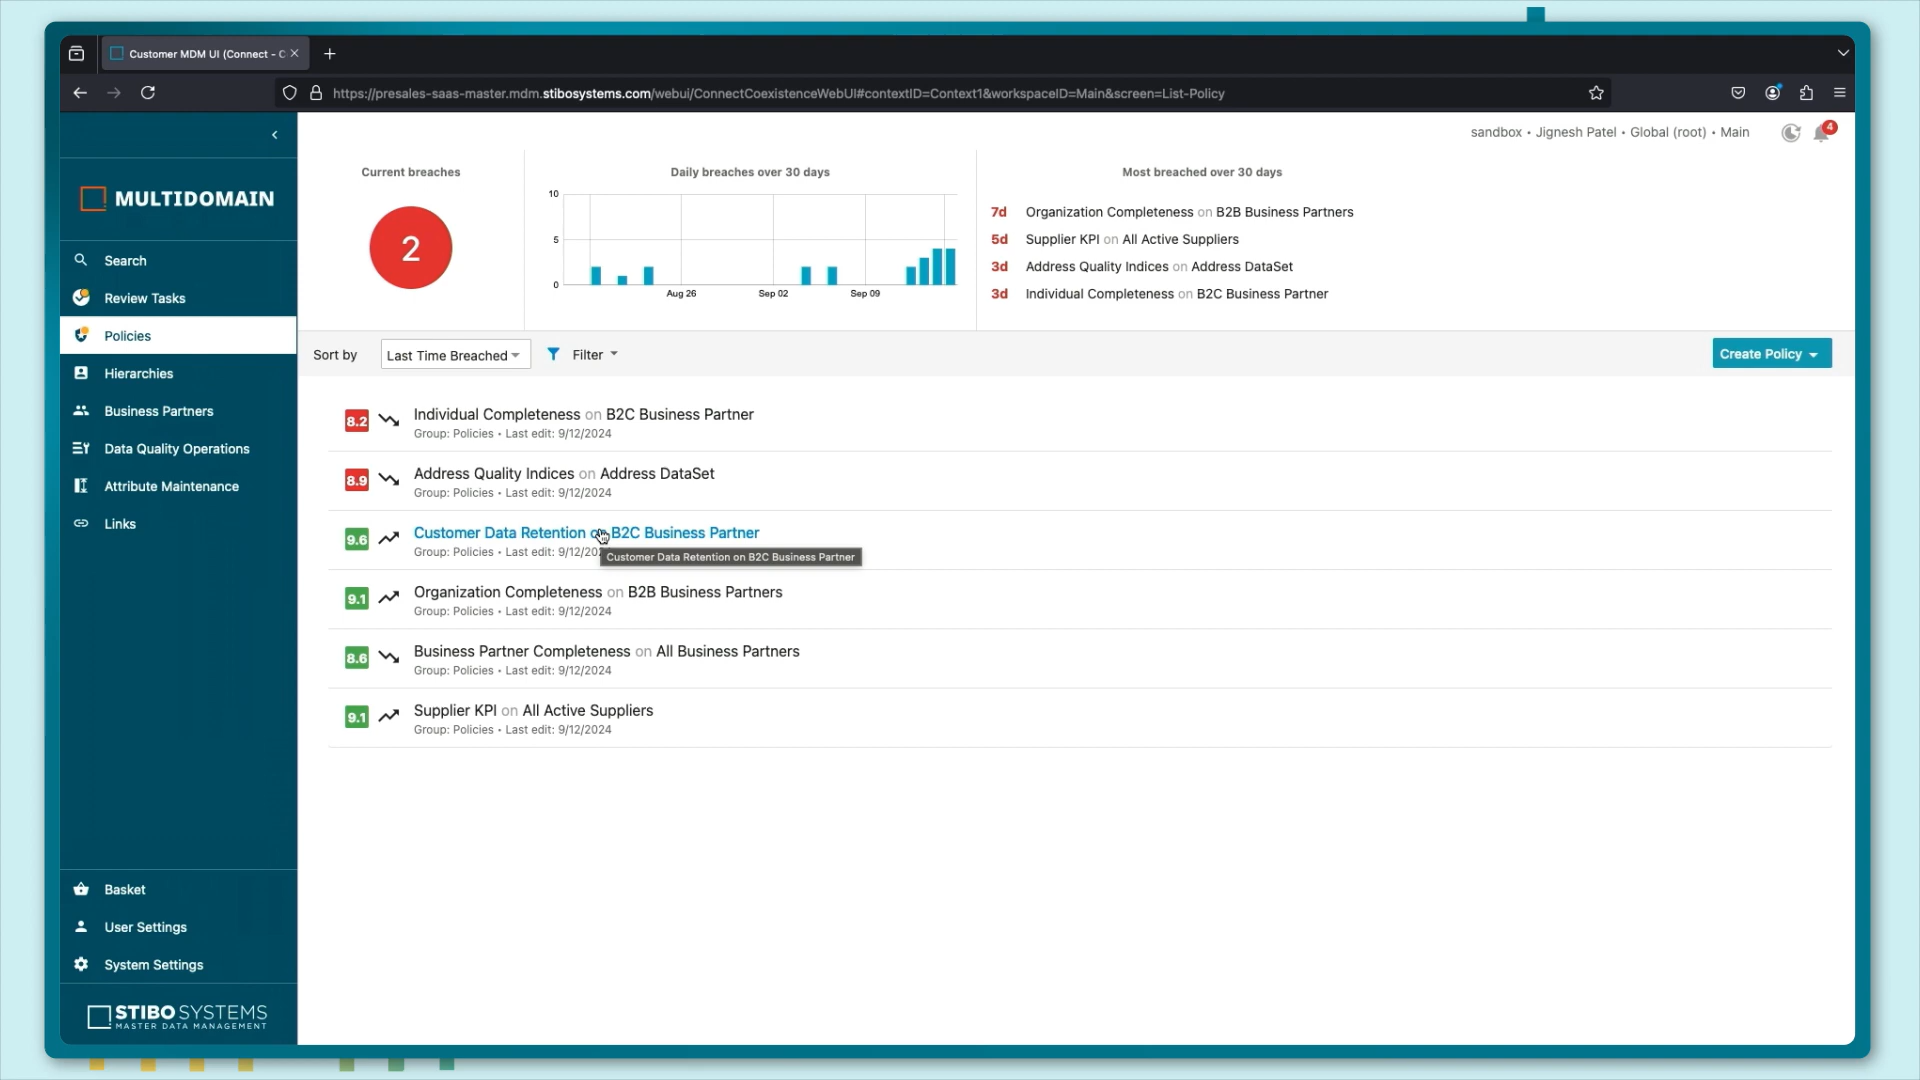 Customer MDM UI (Connect - C
https://presales-saas-master.mdm.stibosystems.com/webui/ConnectCoexistenceWebUI#contextID=Context1&workspaceID=Main&screen=List-Policy
sandbox • Jignesh Patel • Global (root) • Main
4
MULTIDOMAIN
Search
Review Tasks
Policies
Hierarchies
Business Partners
Data Quality Operations
Attribute Maintenance
Links
Basket
User Settings
System Settings
STIBO SYSTEMS
MASTER DATA MANAGEMENT
Current breaches
2
Daily breaches over 30 days
10
5
0
Aug 26
Sep 02
Sep 09
Most breached over 30 days
7d Organization Completeness on B2B Business Partners
5d Supplier KPI on All Active Suppliers
3d Address Quality Indices on Address DataSet
3d Individual Completeness on B2C Business Partner
Sort by Last Time Breached Filter Create Policy
8.2 Individual Completeness on B2C Business Partner
Group: Policies • Last edit: 9/12/2024
8.9 Address Quality Indices on Address DataSet
Group: Policies • Last edit: 9/12/2024
9.6 Customer Data Retention on B2C Business Partner
Group: Policies • Last edit: 9/12/20
Customer Data Retention on B2C Business Partner
9.1 Organization Completeness on B2B Business Partners
Group: Policies • Last edit: 9/12/2024
8.6 Business Partner Completeness on All Business Partners
Group: Policies • Last edit: 9/12/2024
9.1 Supplier KPI on All Active Suppliers
Group: Policies • Last edit: 9/12/2024